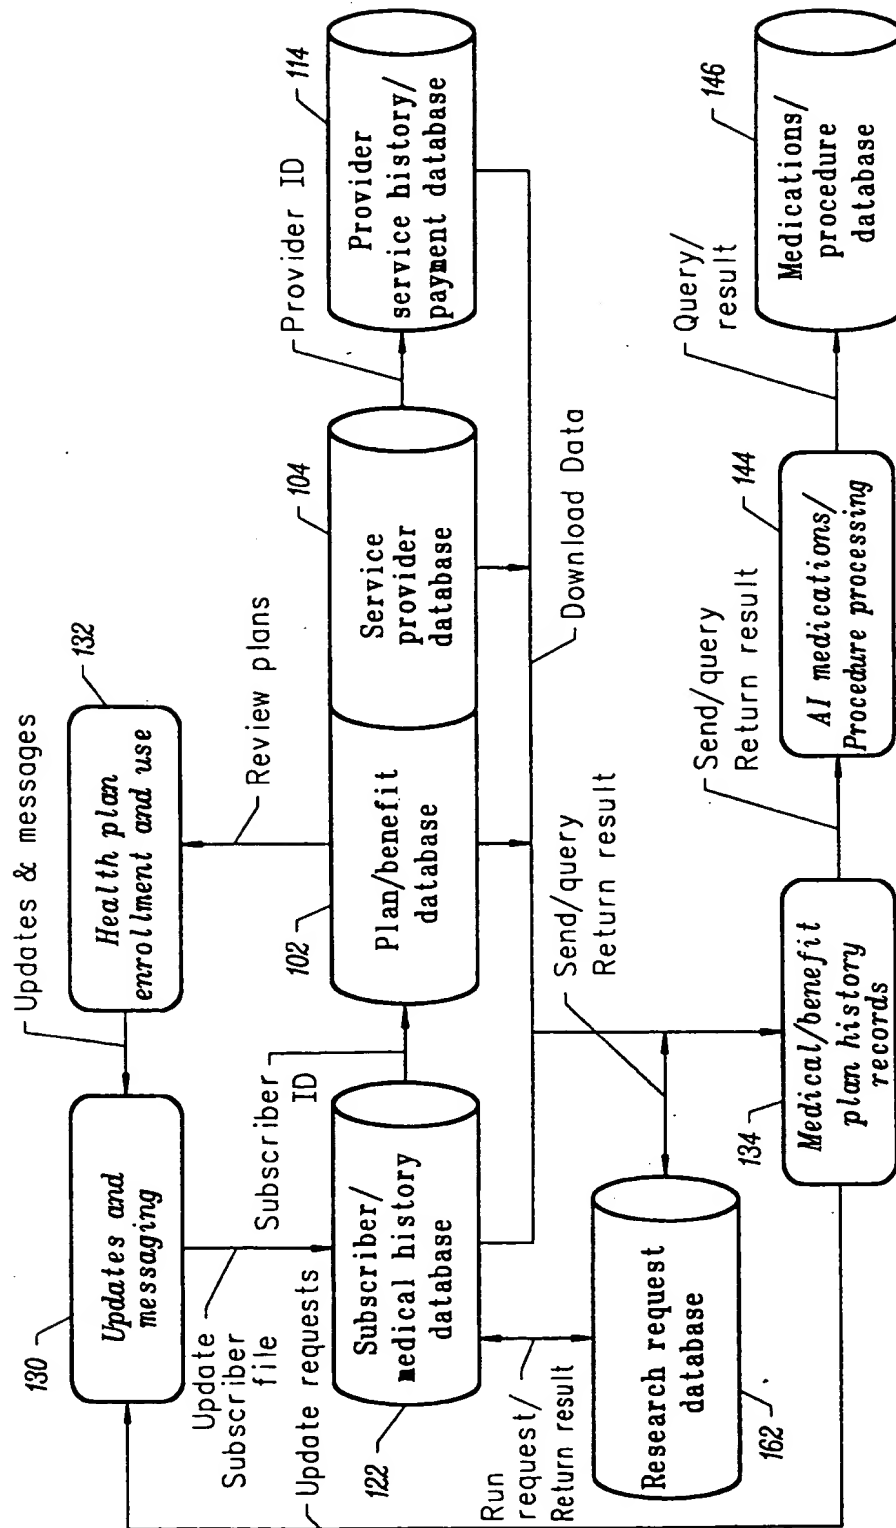 Updates & messages
130
Updates and
messaging
132
Health plan
enrollment and use
Update
Subscriber
file
Review plans
Update requests
Subscriber
ID
Provider ID
122
Subscriber/
medical history
database
102
Plan/benefit
database
Service
provider
database
104
Provider
service history/
payment database
114
Run
request/
Return result
Send/query
Return result
Download Data
162
Research request
database
134
Medical/benefit
plan history
records
Send/query
Return result
AI medications/
Procedure processing
144
Query/
result
Medications/
procedure
database
146